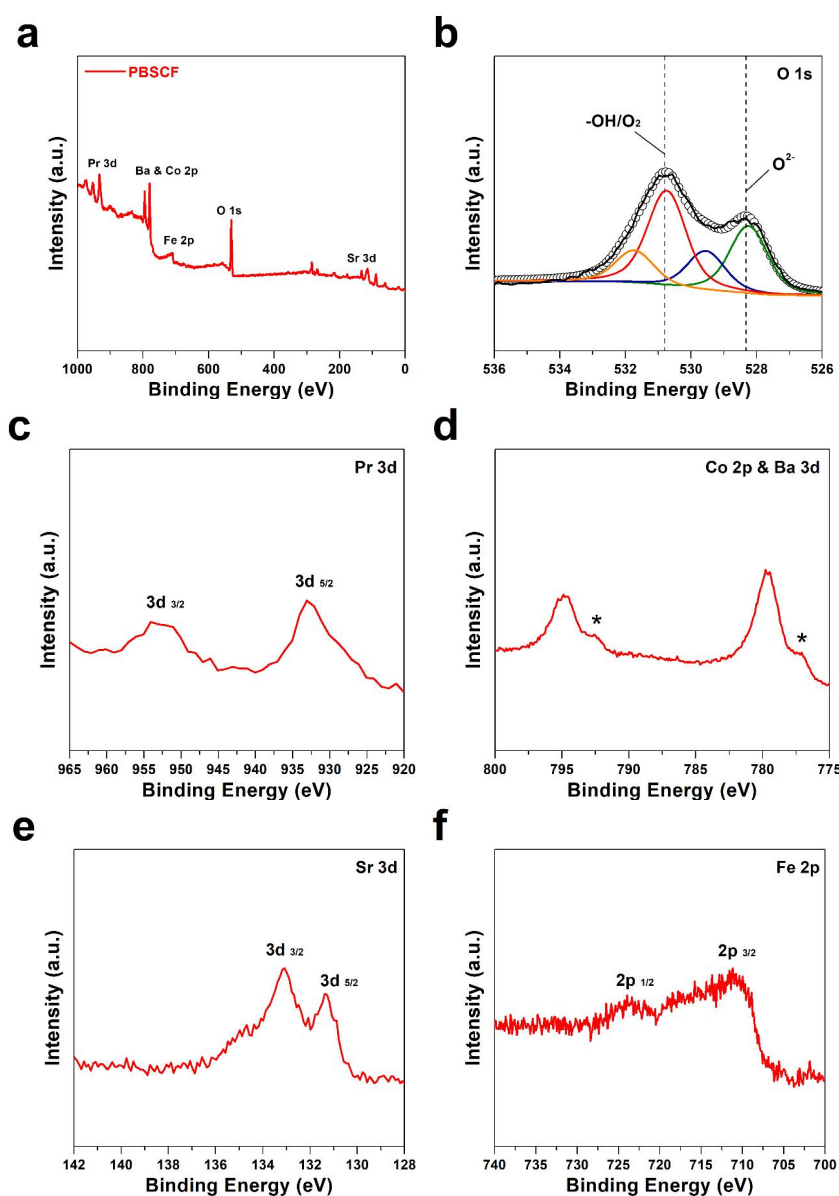 a
PBSCF
Pr 3d
Ba & Co 2p
Fe 2p
O 1s
Sr 3d
Intensity (a.u.)
1000 800 600 400 200 0
Binding Energy (eV)
b
O 1s
-OH/O2
O2-
Intensity (a.u.)
536 534 532 530 528 526
Binding Energy (eV)
c
Pr 3d
3d 3/2
3d 5/2
Intensity (a.u.)
965 960 955 950 945 940 935 930 925 920
Binding Energy (eV)
d
Co 2p & Ba 3d
*
*
Intensity (a.u.)
800 795 790 785 780 775
Binding Energy (eV)
e
Sr 3d
3d 3/2
3d 5/2
Intensity (a.u.)
142 140 138 136 134 132 130 128
Binding Energy (eV)
f
Fe 2p
2p 1/2
2p 3/2
Intensity (a.u.)
740 735 730 725 720 715 710 705 700
Binding Energy (eV)